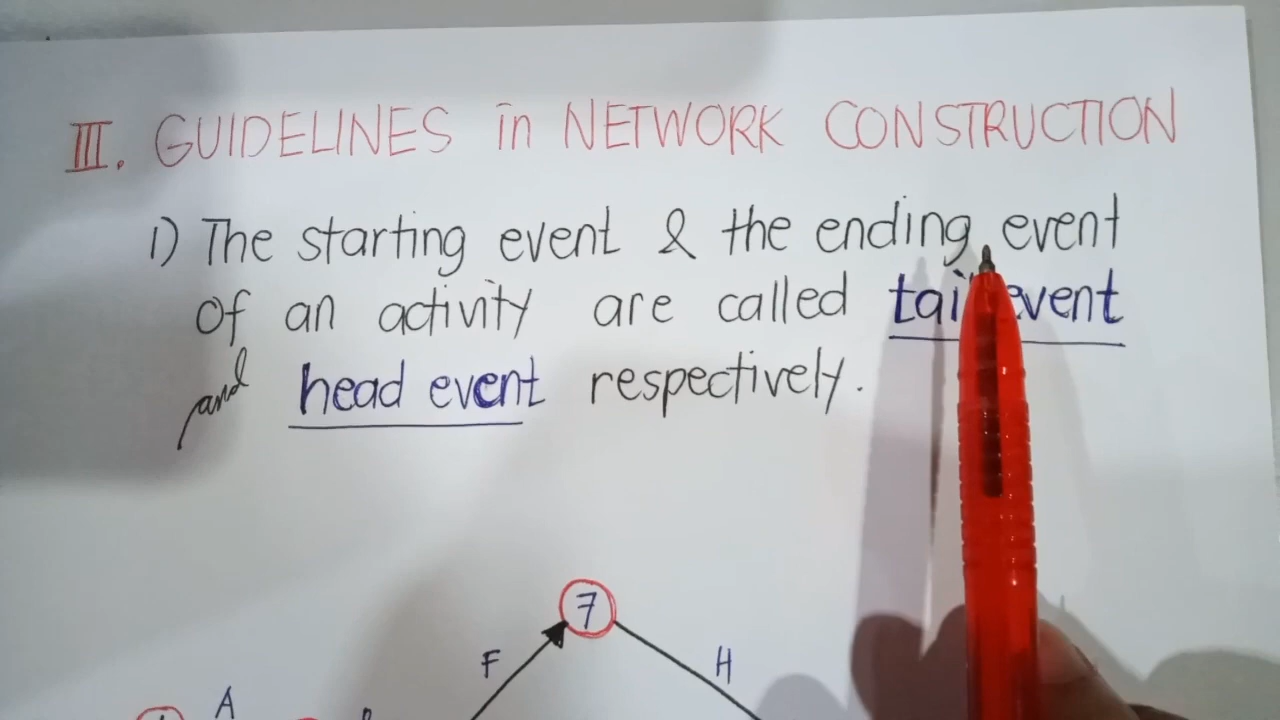 III. GUIDELINES in NETWORK CONSTRUCTION
1) The starting event & the ending event
of an activity are called tail event
and head event respectively.
7
F
H
A